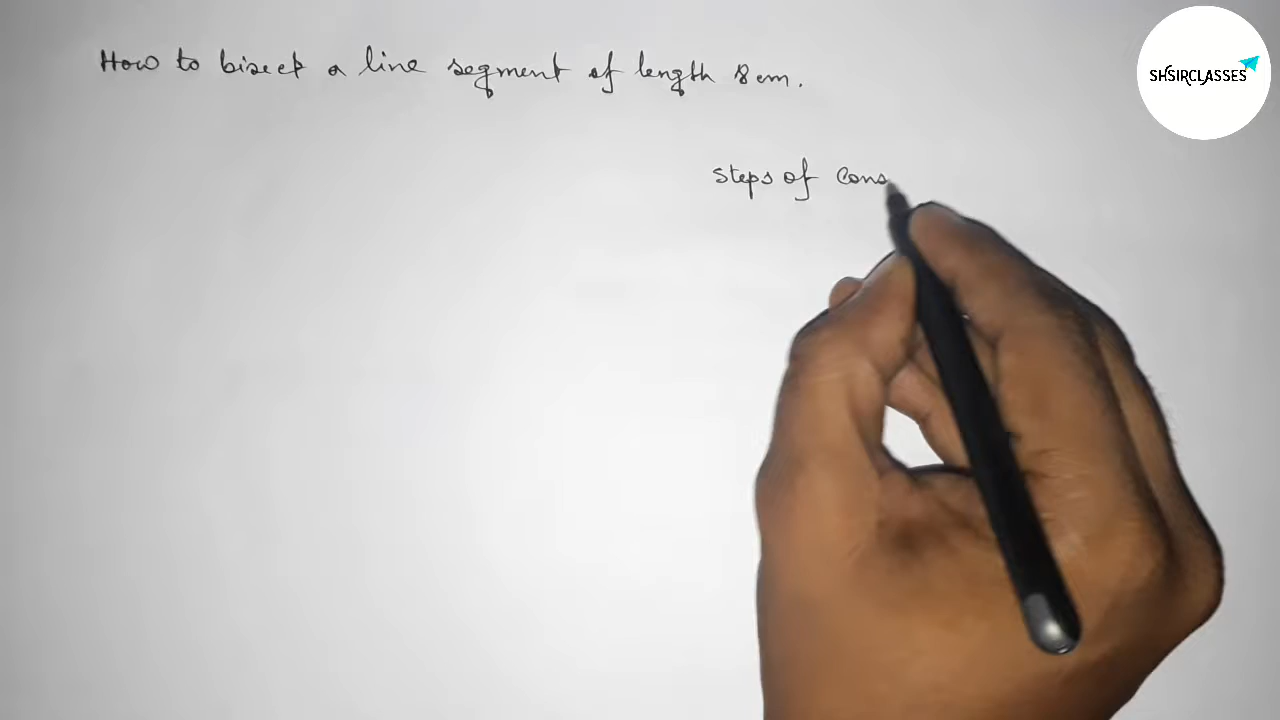 How to bisect a line segment of length 8 cm.
SHSIRCLASSES
Steps of Cons